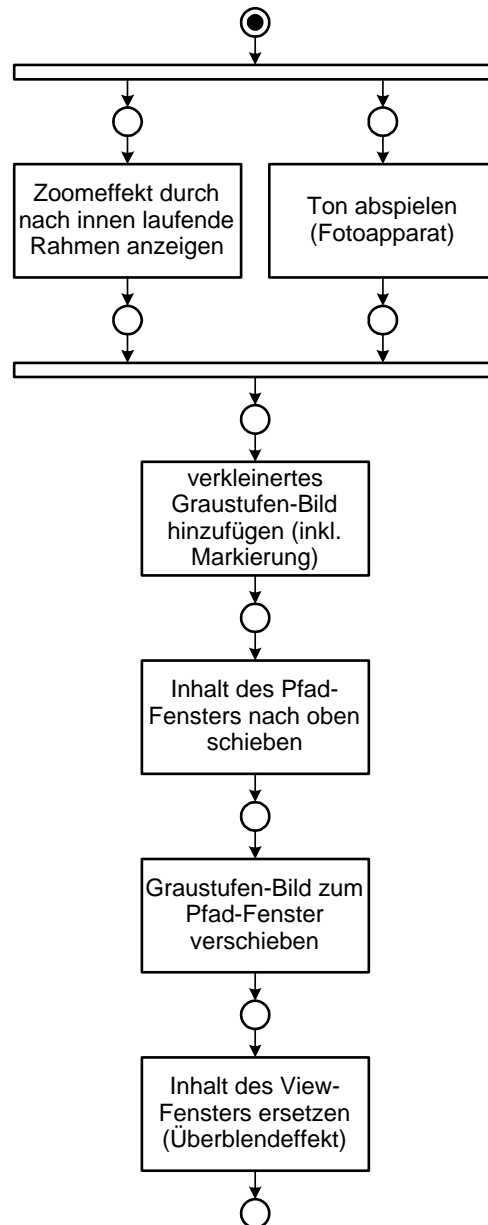 Zoomeffekt durch
nach innen laufende
Rahmen anzeigen
Ton abspielen
(Fotoapparat)
verkleinertes
Graustufen-Bild
hinzufügen (inkl.
Markierung)
Inhalt des Pfad-
Fensters nach oben
schieben
Graustufen-Bild zum
Pfad-Fenster
verschieben
Inhalt des View-
Fensters ersetzen
(Überblendeffekt)